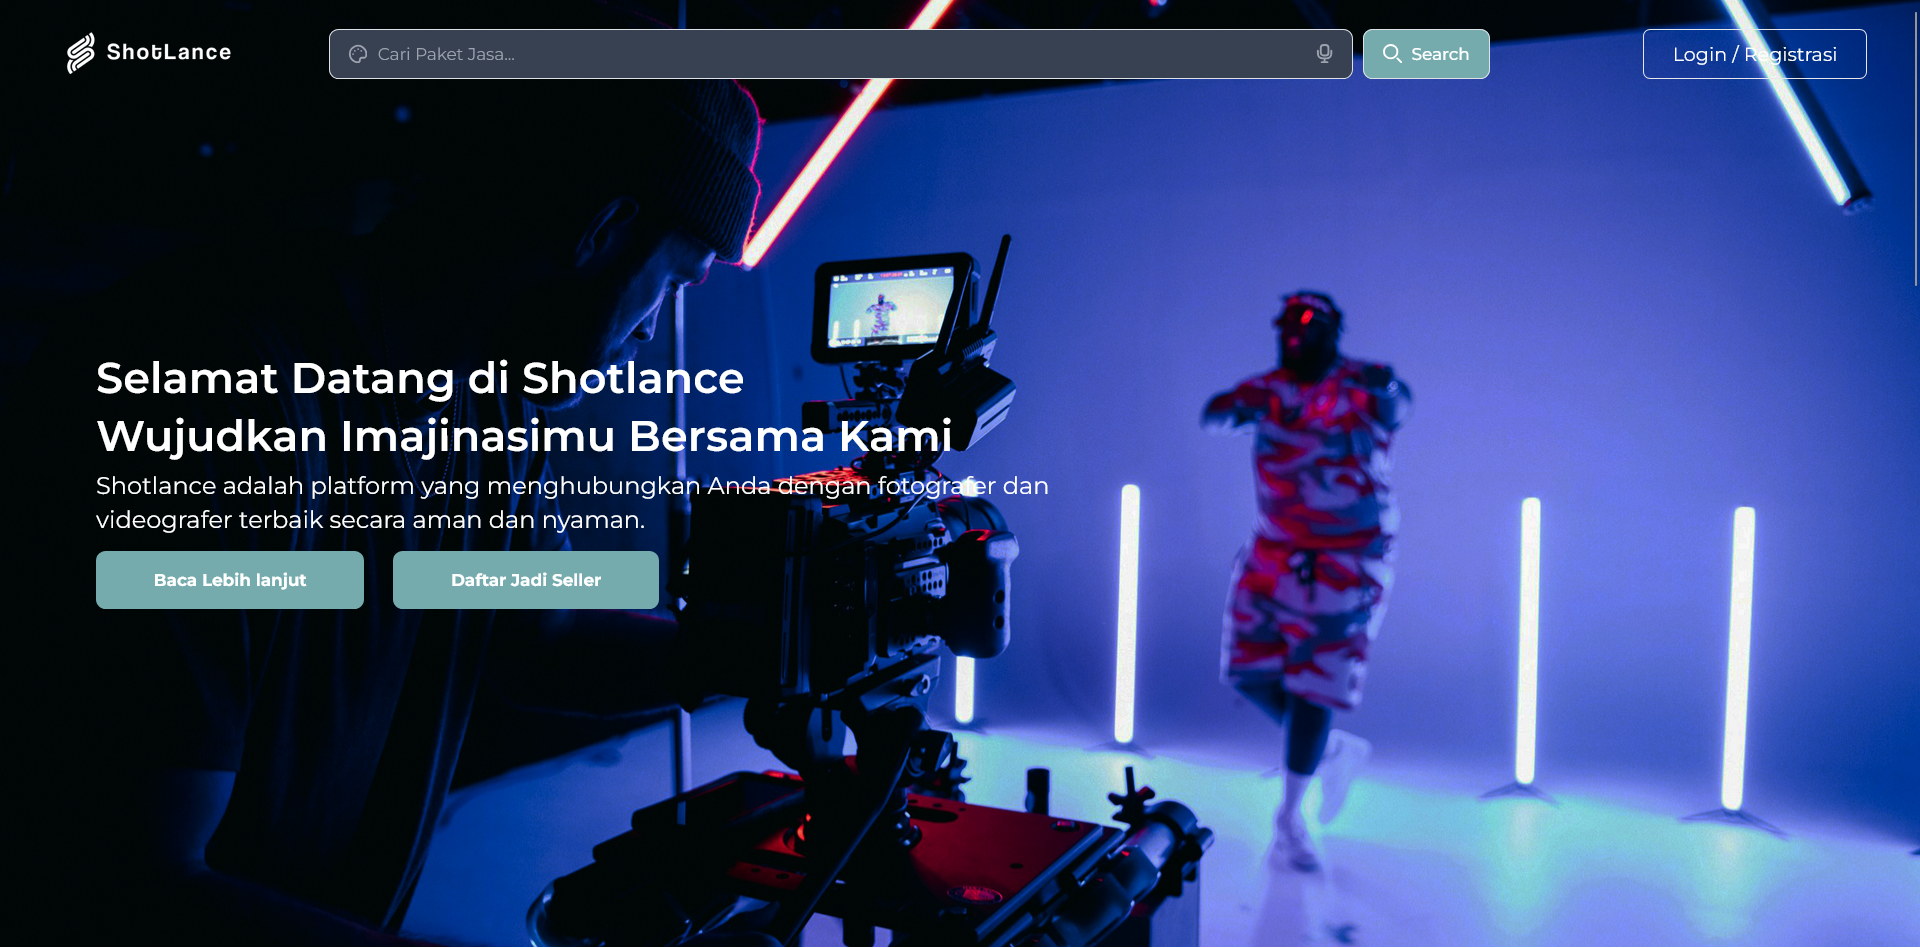 ShotLance
Cari Paket Jasa...
Search
Login / Registrasi
Selamat Datang di Shotlance
Wujudkan Imajinasimu Bersama Kami
Shotlance adalah platform yang menghubungkan Anda dengan fotografer dan
videografer terbaik secara aman dan nyaman.
Baca Lebih lanjut
Daftar Jadi Seller